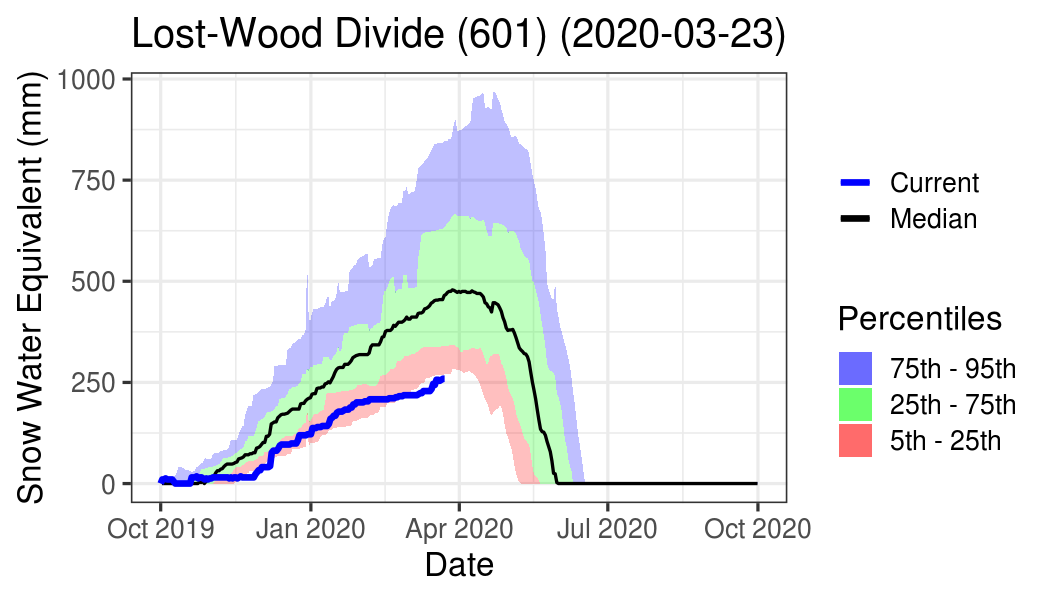 Lost-Wood Divide (601) (2020-03-23)
Snow Water Equivalent (mm)
1000
750
500
250
0
Oct 2019
Jan 2020
Apr 2020
Jul 2020
Oct 2020
Date
Current
Median
Percentiles
75th - 95th
25th - 75th
5th - 25th